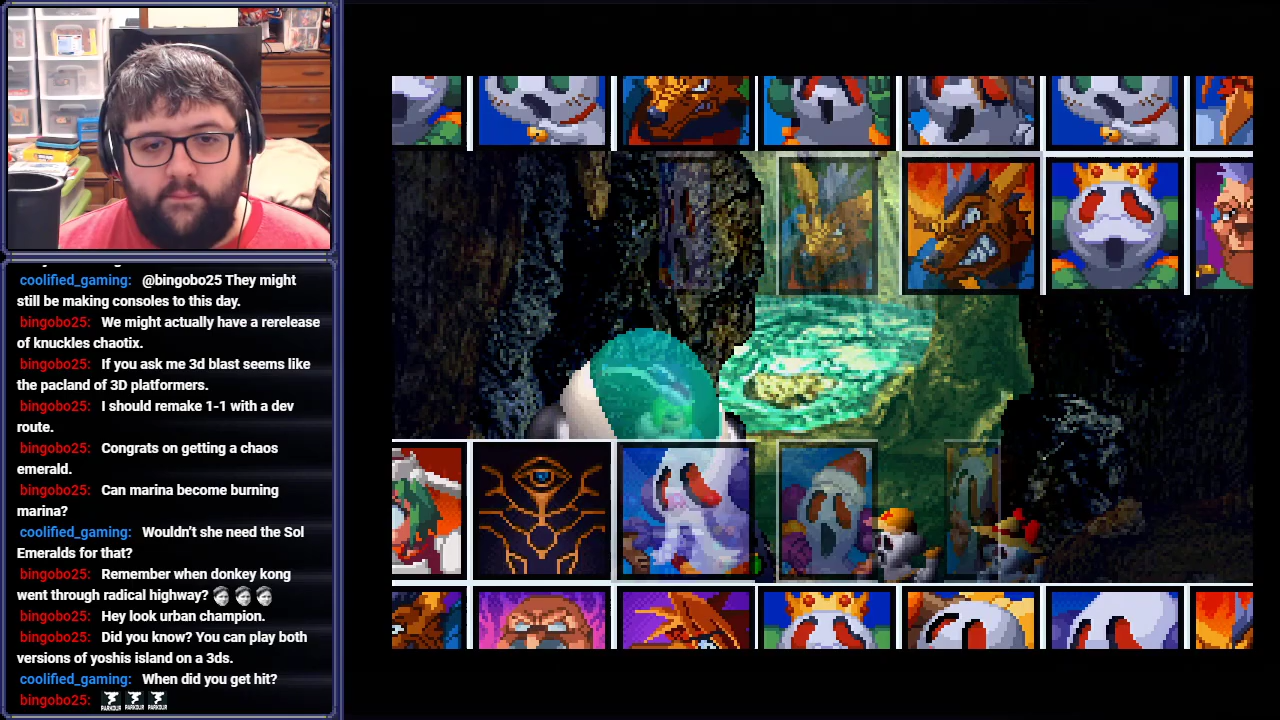 coolified_gaming: @bingobo25 They might
still be making consoles to this day.
bingobo25: We might actually have a rerelease
of knuckles chaotix.
bingobo25: If you ask me 3d blast seems like
the pacland of 3D platformers.
bingobo25: I should remake 1-1 with a dev
route.
bingobo25: Congrats on getting a chaos
emerald.
bingobo25: Can marina become burning
marina?
coolified_gaming: Wouldn't she need the Sol
Emeralds for that?
bingobo25: Remember when donkey kong
went through radical highway?
bingobo25: Hey look urban champion.
bingobo25: Did you know? You can play both
versions of yoshis island on a 3ds.
coolified_gaming: When did you get hit?
bingobo25: PARKOUR PARKOUR PARKOUR